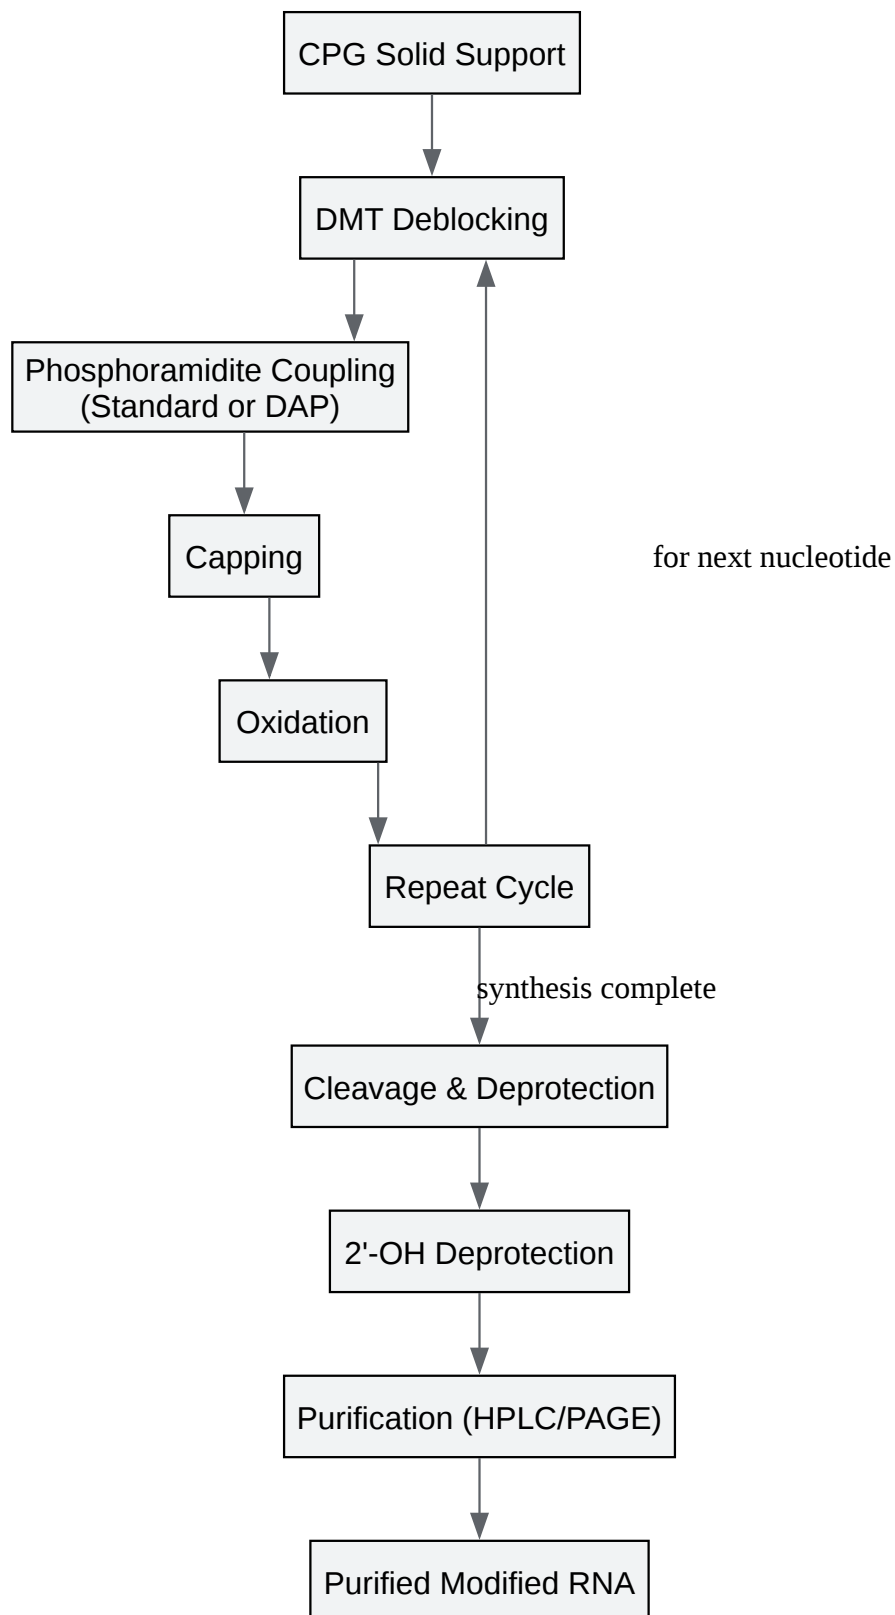 CPG Solid Support
DMT Deblocking
Phosphoramidite Coupling
(Standard or DAP)
Capping
for next nucleotide
Oxidation
Repeat Cycle
synthesis complete
Cleavage & Deprotection
2'-OH Deprotection
Purification (HPLC/PAGE)
Purified Modified RNA